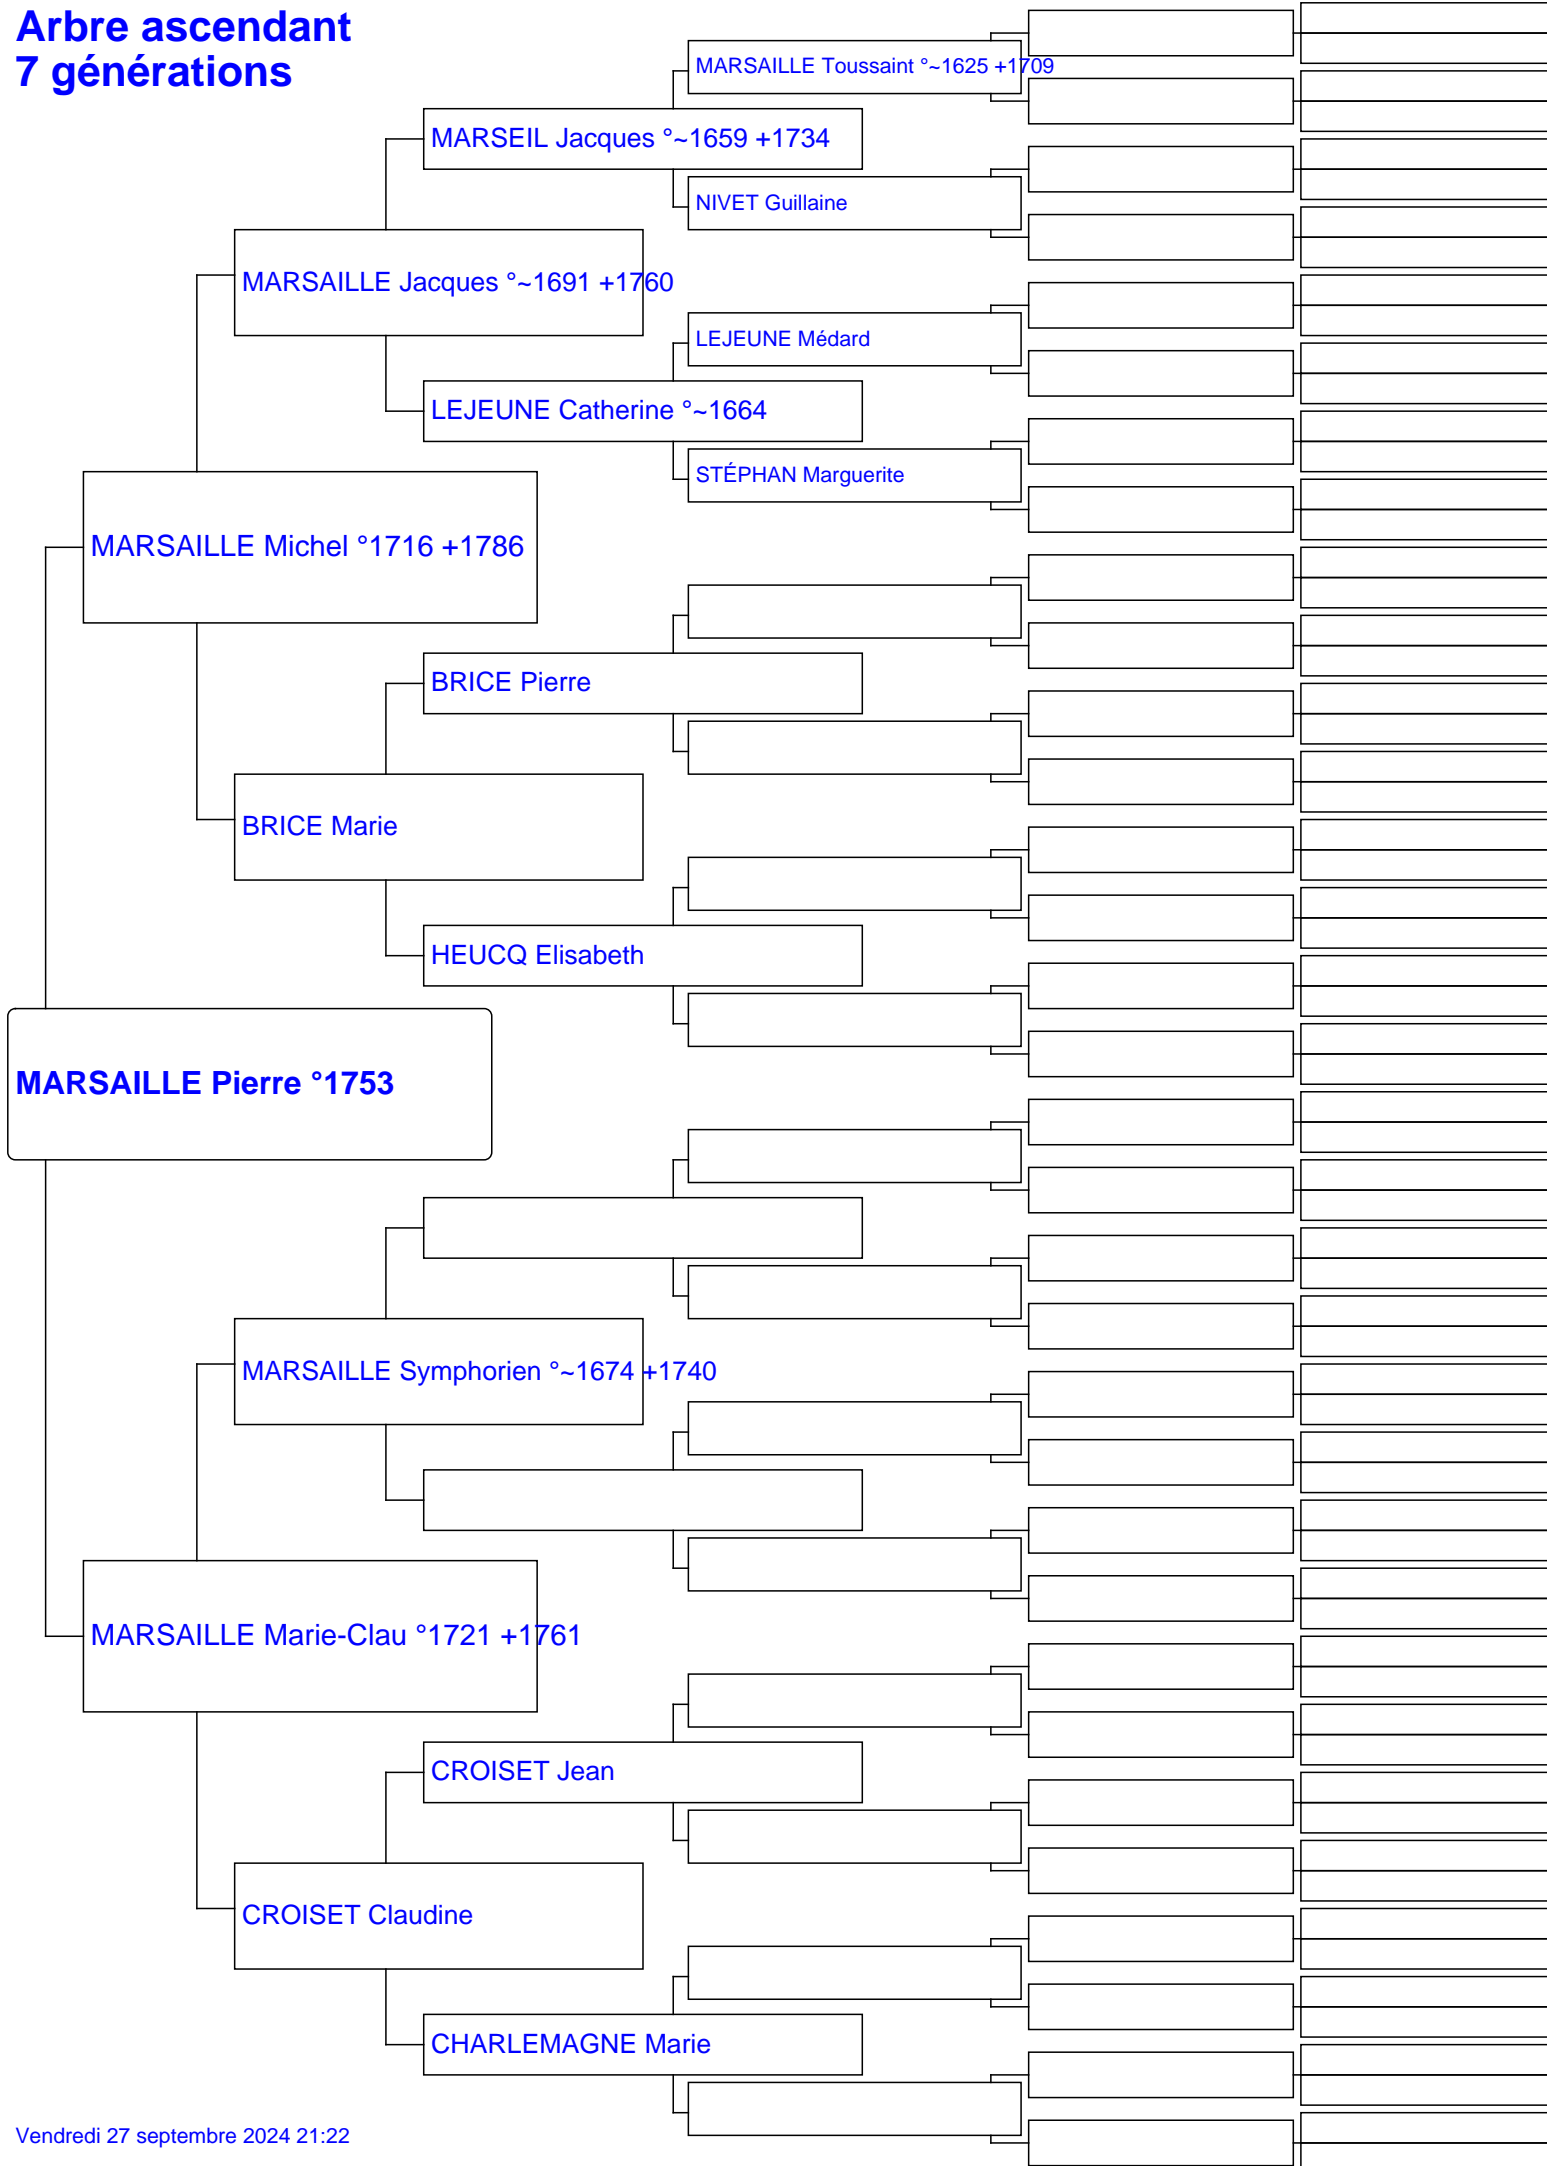 Arbre ascendant
7 générations
MARSAILLE Toussaint °~1625 +1709
MARSEIL Jacques °~1659 +1734
NIVET Guillaine
MARSAILLE Jacques °~1691 +1760
LEJEUNE Médard
LEJEUNE Catherine °~1664
STÉPHAN Marguerite
MARSAILLE Michel °1716 +1786
BRICE Pierre
BRICE Marie
HEUCQ Elisabeth
MARSAILLE Pierre °1753
MARSAILLE Symphorien °~1674 +1740
MARSAILLE Marie-Clau °1721 +1761
CROISET Jean
CROISET Claudine
CHARLEMAGNE Marie
Vendredi 27 septembre 2024 21:22